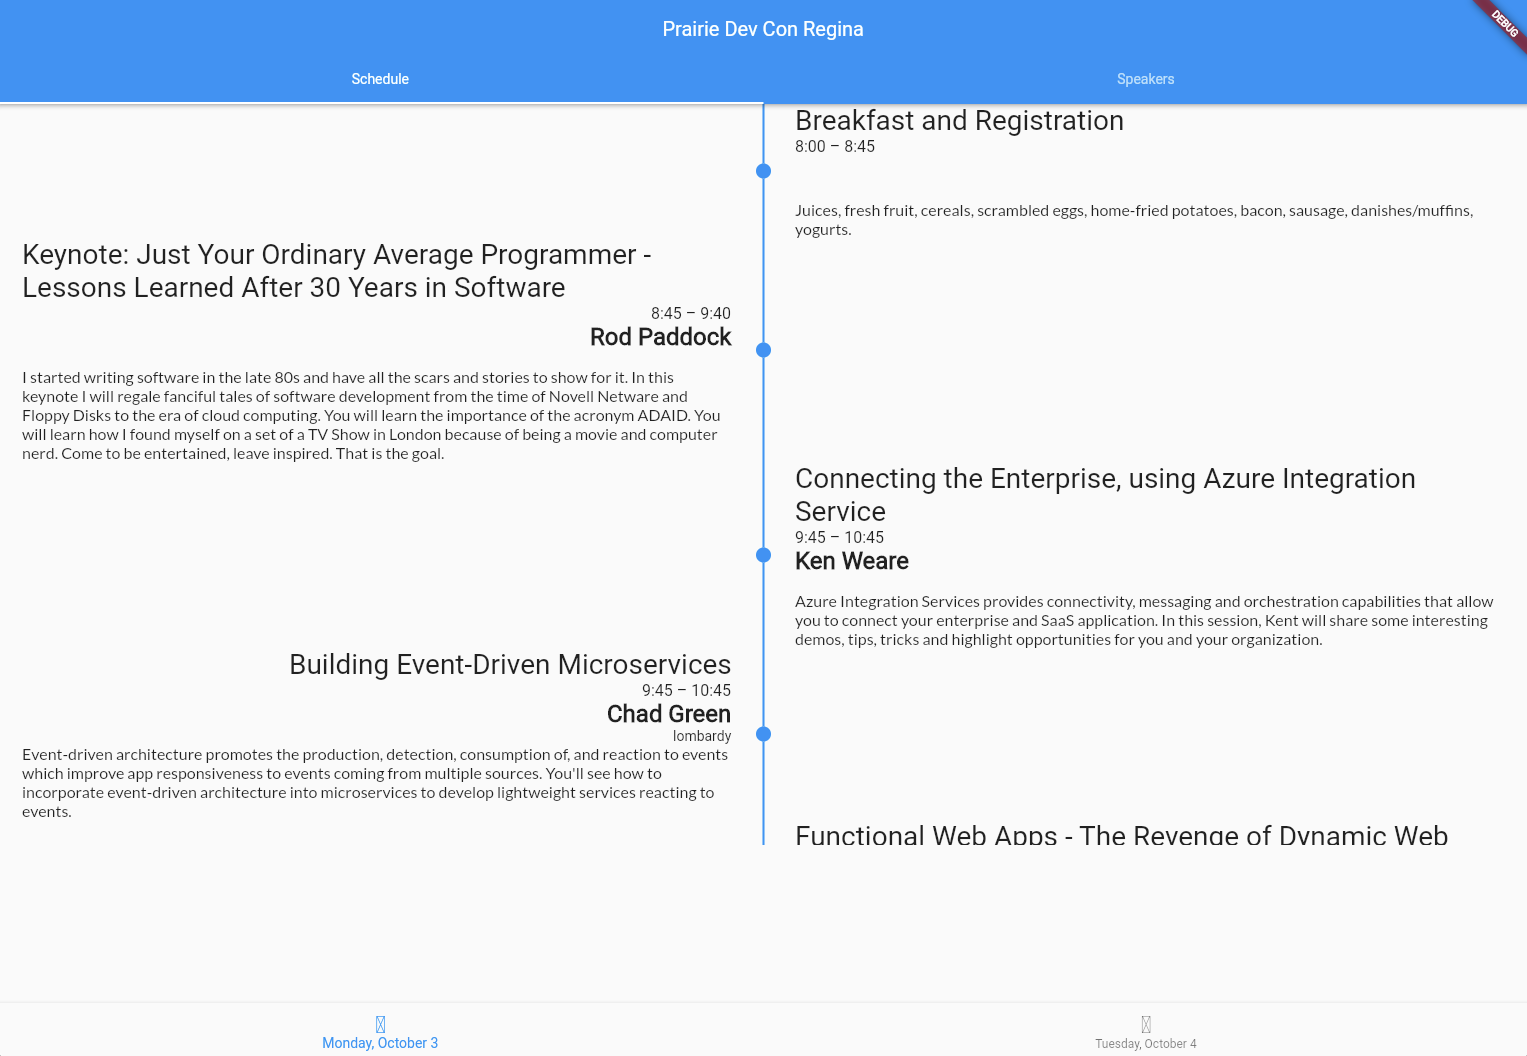 Prairie Dev Con Regina
DEBUG
Schedule
Speakers
Breakfast and Registration
8:00 – 8:45
Juices, fresh fruit, cereals, scrambled eggs, home-fried potatoes, bacon, sausage, danishes/muffins,
yogurts.
Keynote: Just Your Ordinary Average Programmer -
Lessons Learned After 30 Years in Software
8:45 – 9:40
Rod Paddock
I started writing software in the late 80s and have all the scars and stories to show for it. In this
keynote I will regale fanciful tales of software development from the time of Novell Netware and
Floppy Disks to the era of cloud computing. You will learn the importance of the acronym ADAID. You
will learn how I found myself on a set of a TV Show in London because of being a movie and computer
nerd. Come to be entertained, leave inspired. That is the goal.
Connecting the Enterprise, using Azure Integration
Service
9:45 – 10:45
Ken Weare
Azure Integration Services provides connectivity, messaging and orchestration capabilities that allow
you to connect your enterprise and SaaS application. In this session, Kent will share some interesting
demos, tips, tricks and highlight opportunities for you and your organization.
Building Event-Driven Microservices
9:45 – 10:45
Chad Green
lombardy
Event-driven architecture promotes the production, detection, consumption of, and reaction to events
which improve app responsiveness to events coming from multiple sources. You'll see how to
incorporate event-driven architecture into microservices to develop lightweight services reacting to
events.
Functional Web Apps - The Revenge of Dynamic Web
Monday, October 3
Tuesday, October 4